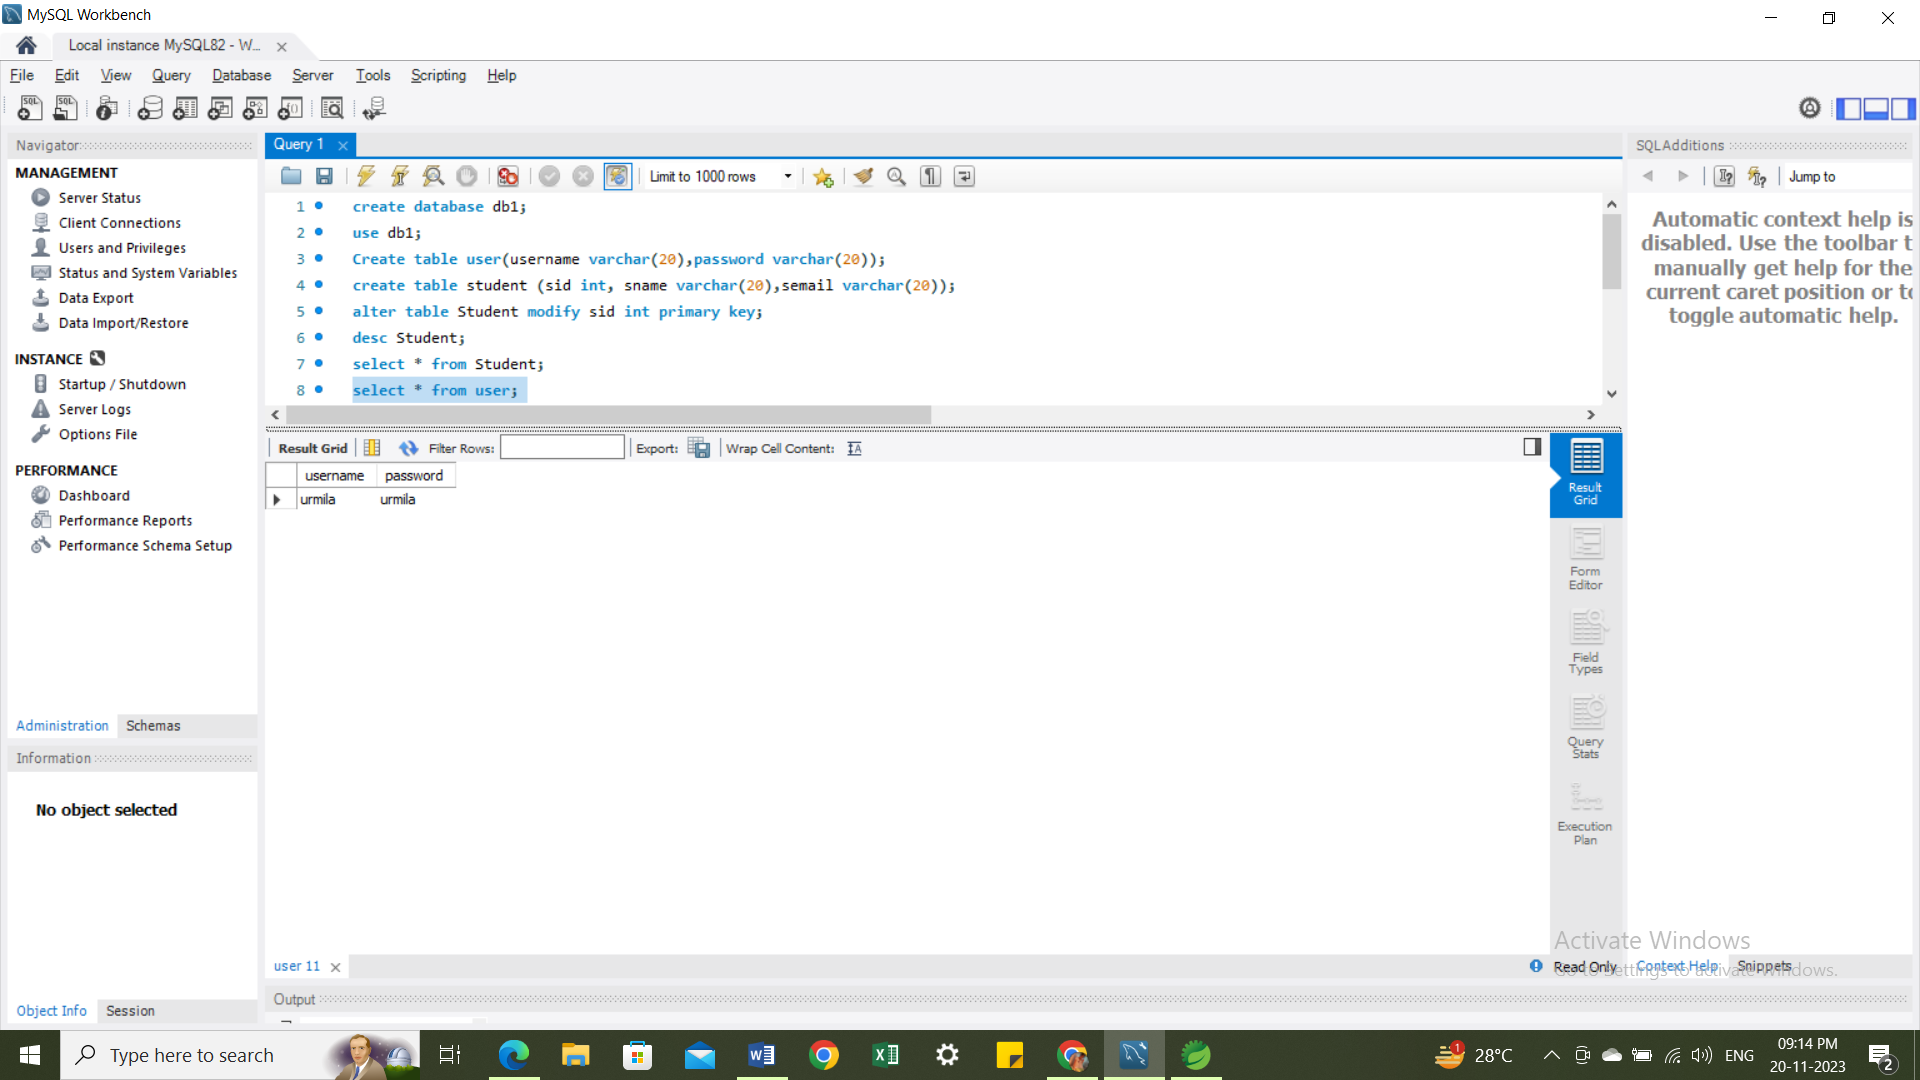 MySQL Workbench
Local instance MySQL82 - W...
File Edit View Query Database Server Tools Scripting Help
Navigator
MANAGEMENT
Server Status
Client Connections
Users and Privileges
Status and System Variables
Data Export
Data Import/Restore
INSTANCE
Startup / Shutdown
Server Logs
Options File
PERFORMANCE
Dashboard
Performance Reports
Performance Schema Setup
Administration Schemas
Information
No object selected
Object Info Session
Query 1
Limit to 1000 rows
1 create database db1;
2 use db1;
3 Create table user(username varchar(20),password varchar(20));
4 create table student (sid int, sname varchar(20),semail varchar(20));
5 alter table Student modify sid int primary key;
6 desc Student;
7 select * from Student;
8 select * from user;
Result Grid Filter Rows: Export: Wrap Cell Content:
username password
urmila urmila
Result
Grid
Form
Editor
Field
Types
Query
Stats
Execution
Plan
user 11
Read Only
Output
SQLAdditions
Jump to
Automatic context help is
disabled. Use the toolbar t
manually get help for the
current caret position or to
toggle automatic help.
Context Help Snippets
Activate Windows
Go to Settings to activate Windows.
Type here to search
1
28°C
ENG
09:14 PM
20-11-2023
2